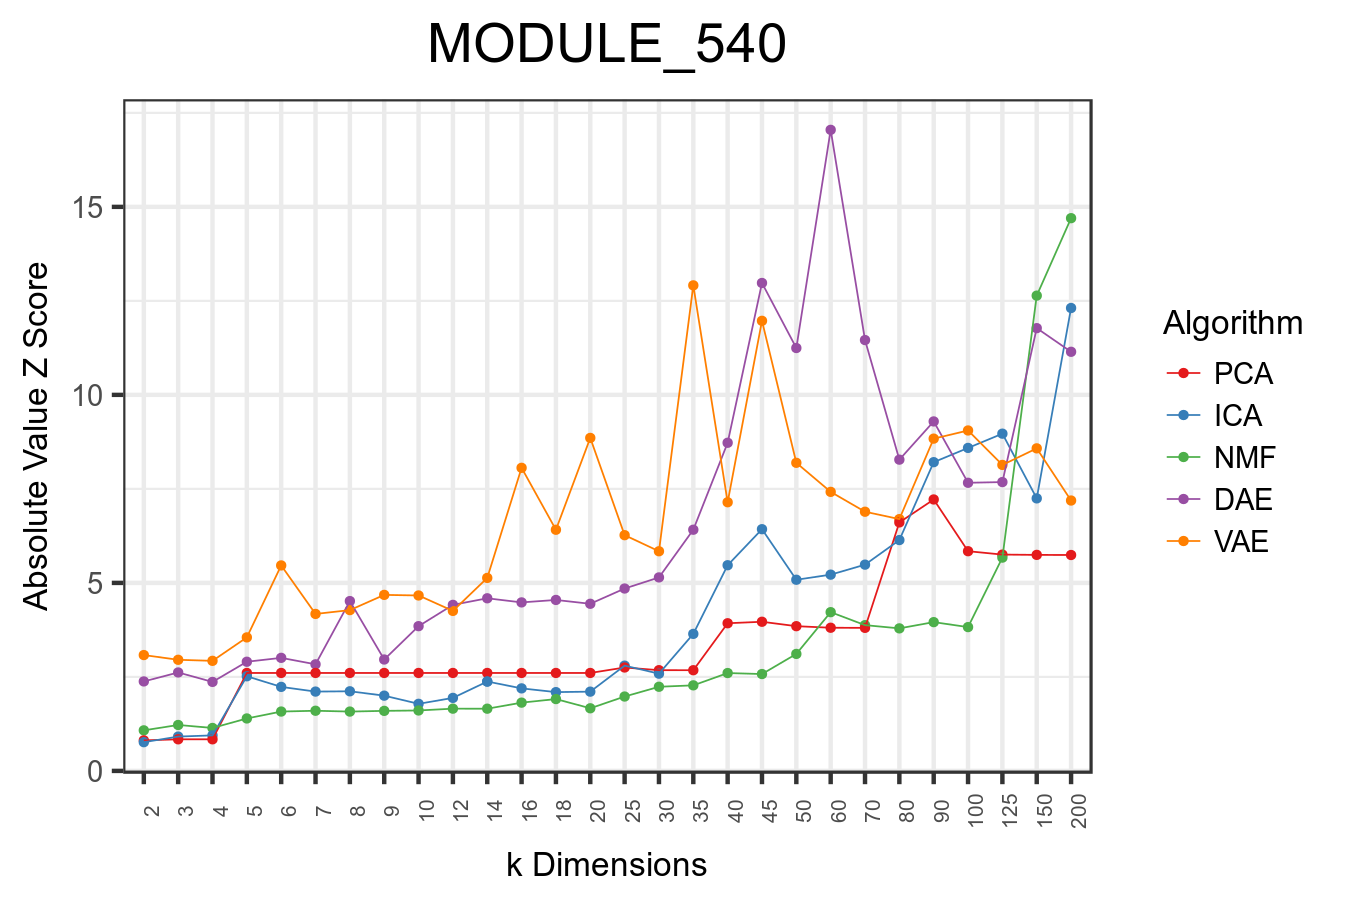 MODULE_540
Absolute Value Z Score
15
10
5
0
2 3 4 5 6 7 8 9 10 12 14 16 18 20 25 30 35 40 45 50 60 70 80 90 100 125 150 200
k Dimensions
Algorithm
PCA
ICA
NMF
DAE
VAE